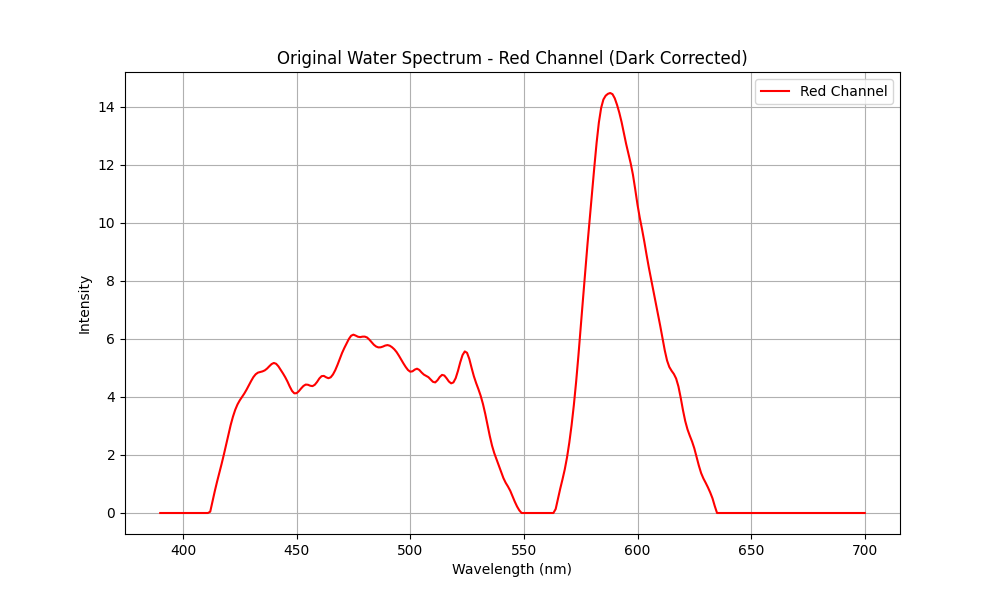 Original Water Spectrum - Red Channel (Dark Corrected)
Red Channel
14
12
10
8
6
4
2
0
Intensity
400 450 500 550 600 650 700
Wavelength (nm)